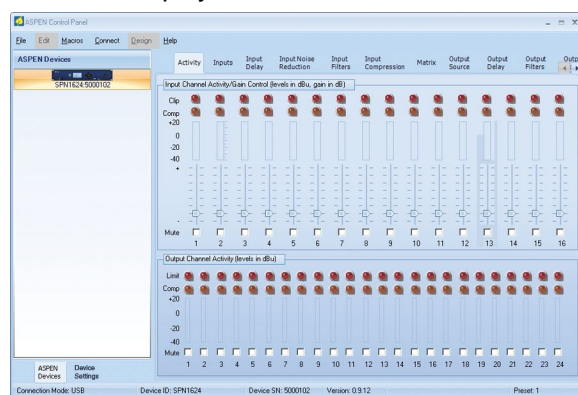 ASPEN Control Panel
File Edit Macros Connect Design Help
ASPEN Devices
SPN1624:5000102
Activity Inputs Input Delay Input Noise Reduction Input Filters Input Compression Matrix Output Source Output Delay Output Filters
Input Channel Activity/Gain Control (levels in dBu, gain in dB)
Clip
Comp
+20
0
-20
-40
+
-
Mute
1 2 3 4 5 6 7 8 9 10 11 12 13 14 15 16
Output Channel Activity (levels in dBu)
Limit
Comp
+20
0
-20
-40
Mute
1 2 3 4 5 6 7 8 9 10 11 12 13 14 15 16 17 18 19 20 21 22 23 24
ASPEN Devices Device Settings
Connection Mode: USB Device ID: SPN1624 Device SN: 5000102 Version: 0.9.12 Preset: 1